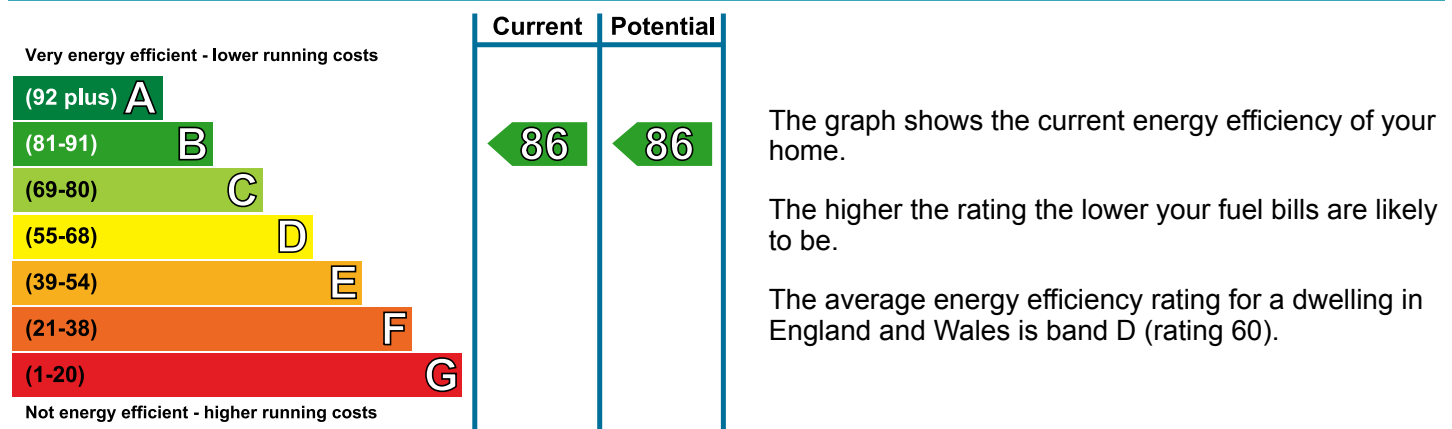 Current Potential
Very energy efficient - lower running costs
(92 plus) A
(81-91) B
86 86
(69-80) C
(55-68) D
(39-54) E
(21-38) F
(1-20) G
Not energy efficient - higher running costs
The graph shows the current energy efficiency of your
home.
The higher the rating the lower your fuel bills are likely
to be.
The average energy efficiency rating for a dwelling in
England and Wales is band D (rating 60).